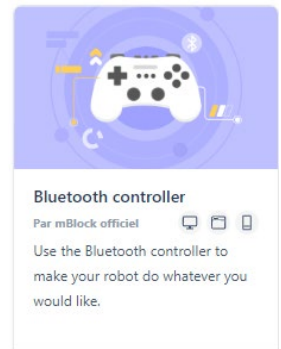 Bluetooth controller
Par mBlock officiel
Use the Bluetooth controller to
make your robot do whatever you
would like.